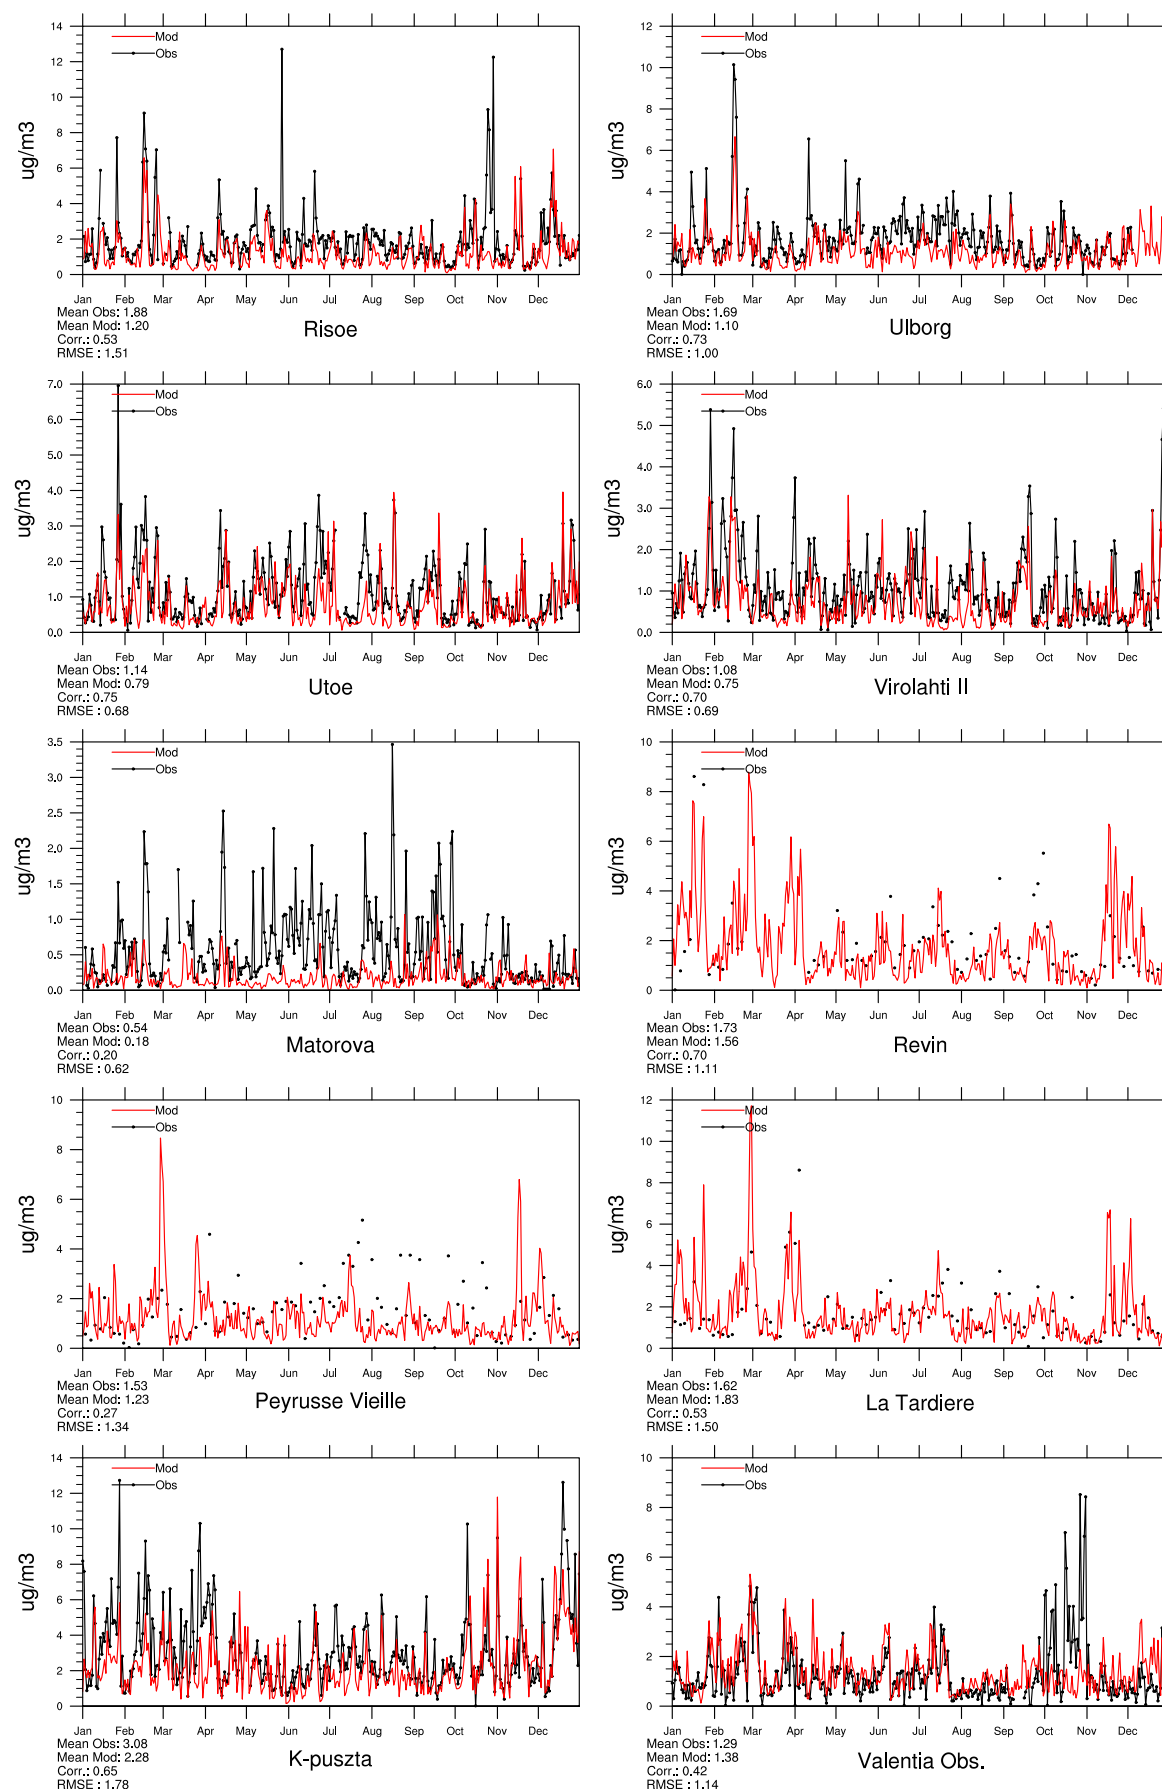 14
12
10
8
6
4
2
0
ug/m3
Mod
Obs
Jan Feb Mar Apr May Jun Jul Aug Sep Oct Nov Dec
Mean Obs: 1.88
Mean Mod: 1.20
Corr.: 0.53
RMSE : 1.51
Risoe
12
10
8
6
4
2
0
ug/m3
Mod
Obs
Jan Feb Mar Apr May Jun Jul Aug Sep Oct Nov Dec
Mean Obs: 1.69
Mean Mod: 1.10
Corr.: 0.73
RMSE : 1.00
Ulborg
7.0
6.0
5.0
4.0
3.0
2.0
1.0
0.0
ug/m3
Mod
Obs
Jan Feb Mar Apr May Jun Jul Aug Sep Oct Nov Dec
Mean Obs: 1.14
Mean Mod: 0.79
Corr.: 0.75
RMSE : 0.68
Utoe
6.0
5.0
4.0
3.0
2.0
1.0
0.0
ug/m3
Mod
Obs
Jan Feb Mar Apr May Jun Jul Aug Sep Oct Nov Dec
Mean Obs: 1.08
Mean Mod: 0.75
Corr.: 0.70
RMSE : 0.69
Virolahti II
3.5
3.0
2.5
2.0
1.5
1.0
0.5
0.0
ug/m3
Mod
Obs
Jan Feb Mar Apr May Jun Jul Aug Sep Oct Nov Dec
Mean Obs: 0.54
Mean Mod: 0.18
Corr.: 0.20
RMSE : 0.62
Matorova
10
8
6
4
2
0
ug/m3
Mod
Obs
Jan Feb Mar Apr May Jun Jul Aug Sep Oct Nov Dec
Mean Obs: 1.73
Mean Mod: 1.56
Corr.: 0.70
RMSE : 1.11
Revin
10
8
6
4
2
0
ug/m3
Mod
Obs
Jan Feb Mar Apr May Jun Jul Aug Sep Oct Nov Dec
Mean Obs: 1.53
Mean Mod: 1.23
Corr.: 0.27
RMSE : 1.34
Peyrusse Vieille
12
10
8
6
4
2
0
ug/m3
Mod
Obs
Jan Feb Mar Apr May Jun Jul Aug Sep Oct Nov Dec
Mean Obs: 1.62
Mean Mod: 1.83
Corr.: 0.53
RMSE : 1.50
La Tardiere
14
12
10
8
6
4
2
0
ug/m3
Mod
Obs
Jan Feb Mar Apr May Jun Jul Aug Sep Oct Nov Dec
Mean Obs: 3.08
Mean Mod: 2.28
Corr.: 0.65
RMSE : 1.78
K-puszta
10
8
6
4
2
0
ug/m3
Mod
Obs
Jan Feb Mar Apr May Jun Jul Aug Sep Oct Nov Dec
Mean Obs: 1.29
Mean Mod: 1.38
Corr.: 0.42
RMSE : 1.14
Valentia Obs.